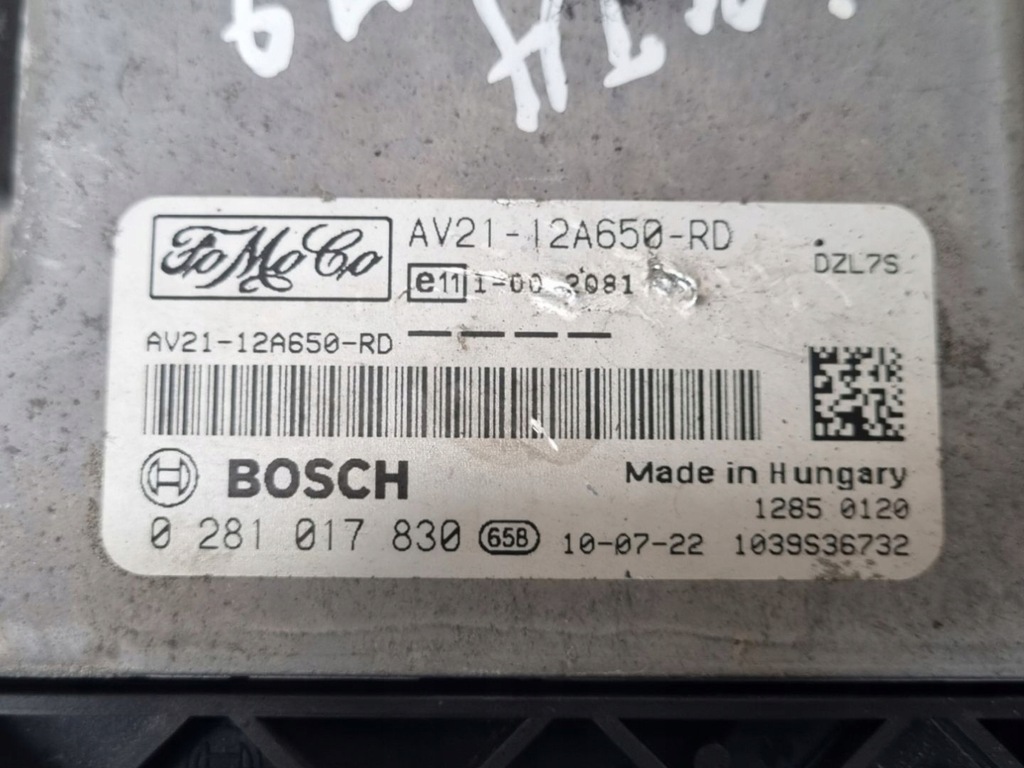 FoMoCo
AV21-12A650-RD
DZL7S
e11 1-00 2081
AV21-12A650-RD
BOSCH
Made in Hungary
1285 0120
0 281 017 830 65B 10-07-22 1039S36732